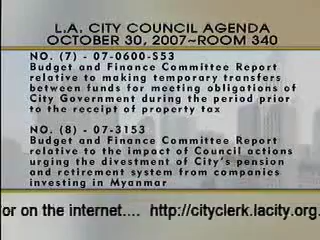 L.A. CITY COUNCIL AGENDA
OCTOBER 30, 2007~ROOM 340
NO. (7) - 07-0600-S53
Budget and Finance Committee Report
relative to making temporary transfers
between funds for meeting obligations of
City Government during the period prior
to the receipt of property tax
NO. (8) - 07-3153
Budget and Finance Committee Report
relative to the impact of Council actions
urging the divestment of City's pension
and retirement system from companies
investing in Myanmar
or on the internet.... http://cityclerk.lacity.org.